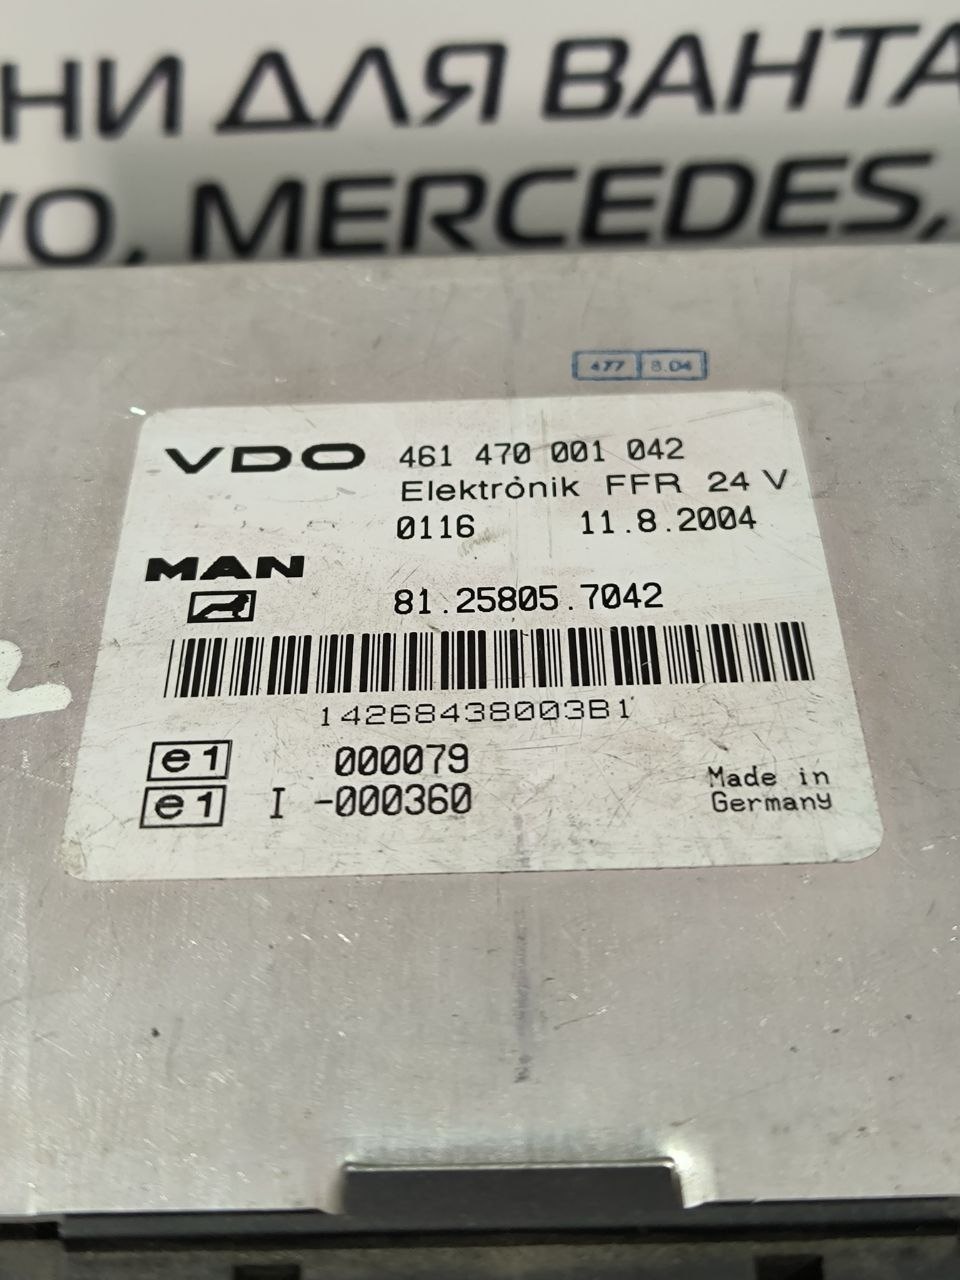 НИ ДЛЯ ВАНТА
VO, MERCEDES,
477 8.04
VDO 461 470 001 042
Elektronik FFR 24 V
0116 11.8.2004
MAN
81.25805.7042
14268438003B1
e1 000079
e1 I -000360
Made in
Germany